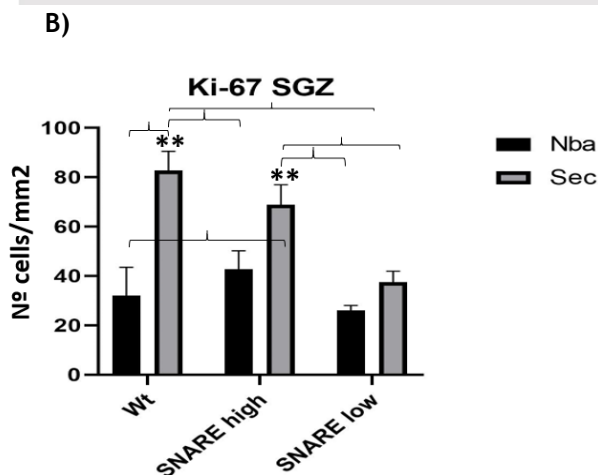 B)
Ki-67 SGZ
Nº cells/mm2
100
80
60
40
20
0
**
**
Wt
SNARE high
SNARE low
Nba
Sec